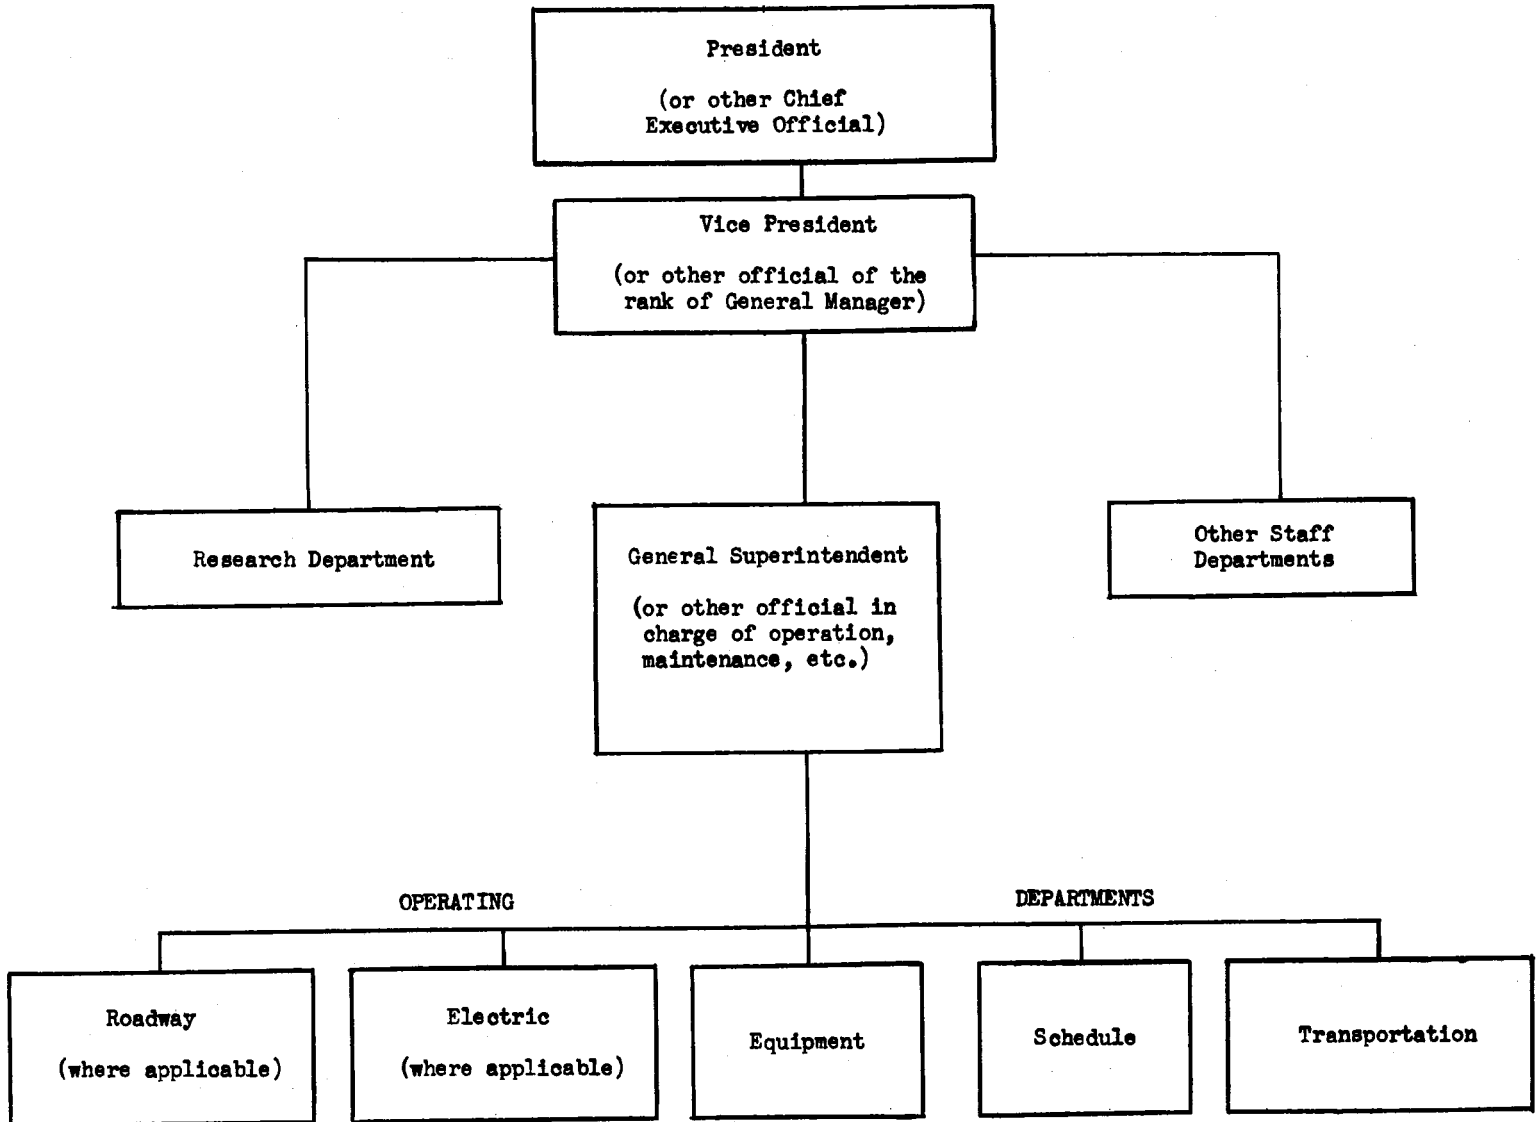 President
(or other Chief
Executive Official)
Vice President
(or other official of the
rank of General Manager)
Research Department
General Superintendent
(or other official in
charge of operation,
maintenance, etc.)
Other Staff
Departments
OPERATING DEPARTMENTS
Roadway
(where applicable)
Electric
(where applicable)
Equipment
Schedule
Transportation